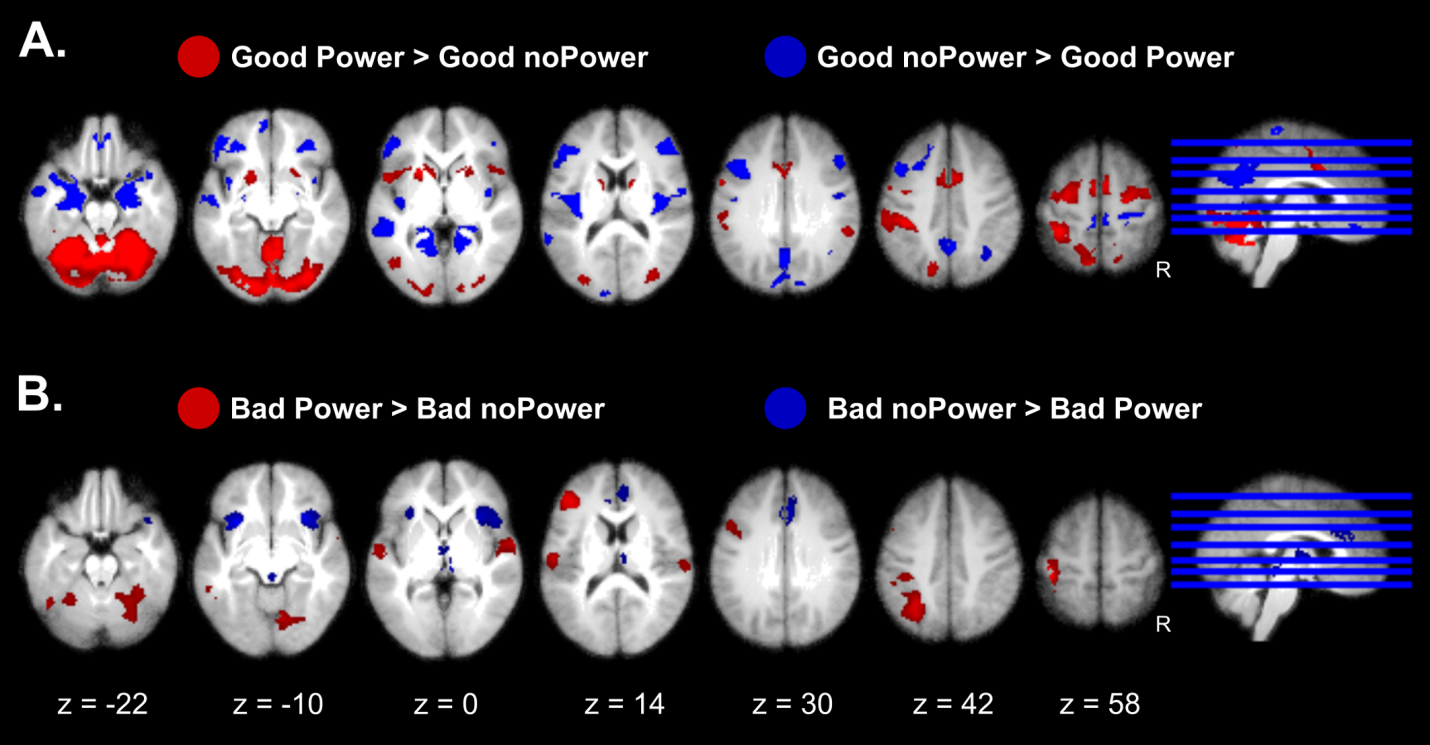 A.
Good Power > Good noPower
Good noPower > Good Power
R
B.
Bad Power > Bad noPower
Bad noPower > Bad Power
R
z = -22
z = -10
z = 0
z = 14
z = 30
z = 42
z = 58